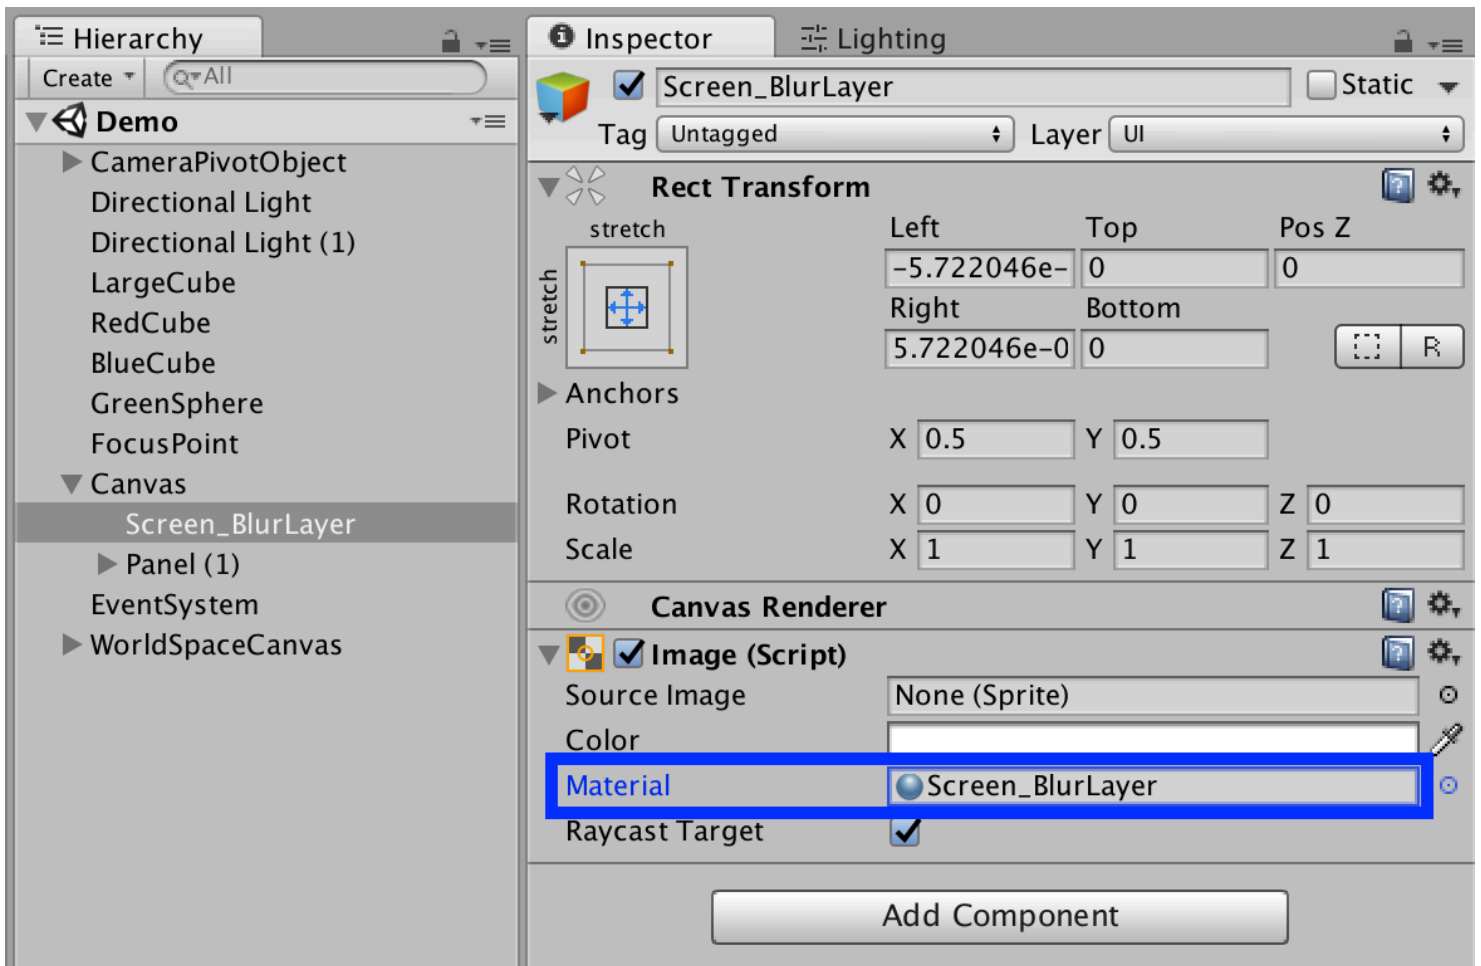 Hierarchy
Create
All
Demo
CameraPivotObject
Directional Light
Directional Light (1)
LargeCube
RedCube
BlueCube
GreenSphere
FocusPoint
Canvas
Screen_BlurLayer
Panel (1)
EventSystem
WorldSpaceCanvas
Inspector Lighting
Screen_BlurLayer Static
Tag Untagged Layer UI
Rect Transform
stretch
stretch
Left Top Pos Z
-5.722046e- 0 0
Right Bottom
5.722046e-0 0
R
Anchors
Pivot X 0.5 Y 0.5
Rotation X 0 Y 0 Z 0
Scale X 1 Y 1 Z 1
Canvas Renderer
Image (Script)
Source Image None (Sprite)
Color
Material Screen_BlurLayer
Raycast Target
Add Component